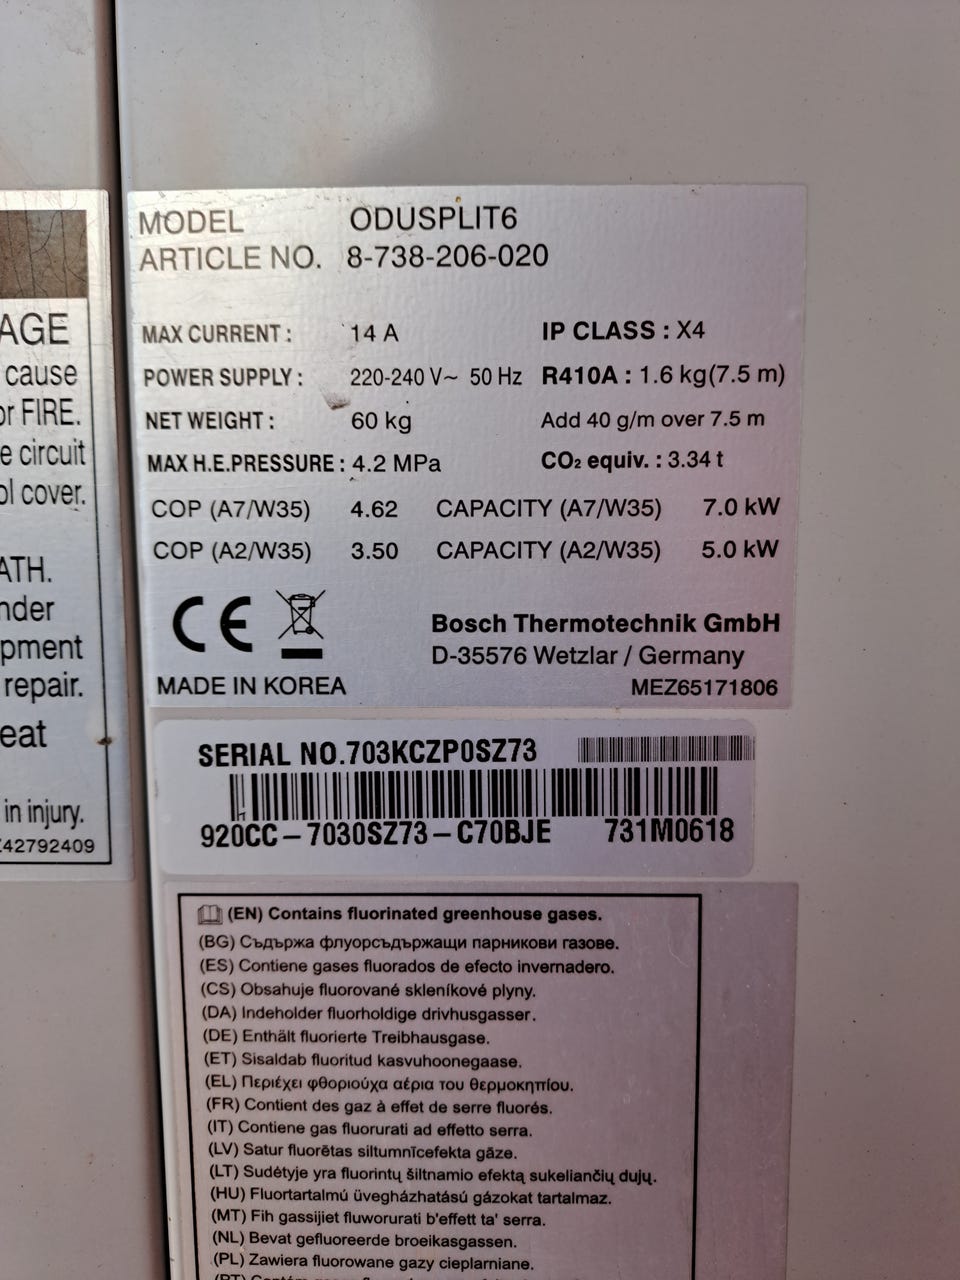 AGE
cause
or FIRE.
e circuit
ol cover.
ATH.
nder
pment
repair.
eat
in injury.
42792409
MODEL ODUSPLIT6
ARTICLE NO. 8-738-206-020
MAX CURRENT : 14 A IP CLASS : X4
POWER SUPPLY : 220-240 V~ 50 Hz R410A : 1.6 kg(7.5 m)
NET WEIGHT : 60 kg Add 40 g/m over 7.5 m
MAX H.E.PRESSURE : 4.2 MPa CO₂ equiv. : 3.34 t
COP (A7/W35) 4.62 CAPACITY (A7/W35) 7.0 kW
COP (A2/W35) 3.50 CAPACITY (A2/W35) 5.0 kW
CE
Bosch Thermotechnik GmbH
D-35576 Wetzlar / Germany
MADE IN KOREA MEZ65171806
SERIAL NO.703KCZP0SZ73
920CC-7030SZ73-C70BJE 731M0618
(EN) Contains fluorinated greenhouse gases.
(BG) Съдържа флуорсъдържащи парникови газове.
(ES) Contiene gases fluorados de efecto invernadero.
(CS) Obsahuje fluorované skleníkové plyny.
(DA) Indeholder fluorholdige drivhusgasser.
(DE) Enthält fluorierte Treibhausgase.
(ET) Sisaldab fluoritud kasvuhoonegaase.
(EL) Περιέχει φθοριούχα αέρια του θερμοκηπίου.
(FR) Contient des gaz à effet de serre fluorés.
(IT) Contiene gas fluorurati ad effetto serra.
(LV) Satur fluorētas siltumnīcefekta gāze.
(LT) Sudėtyje yra fluorintų šiltnamio efektą sukeliančių dujų.
(HU) Fluortartalmú üvegházhatású gázokat tartalmaz.
(MT) Fih gassijiet fluworurati b'effett ta' serra.
(NL) Bevat gefluoreerde broeikasgassen.
(PL) Zawiera fluorowane gazy cieplarniane.